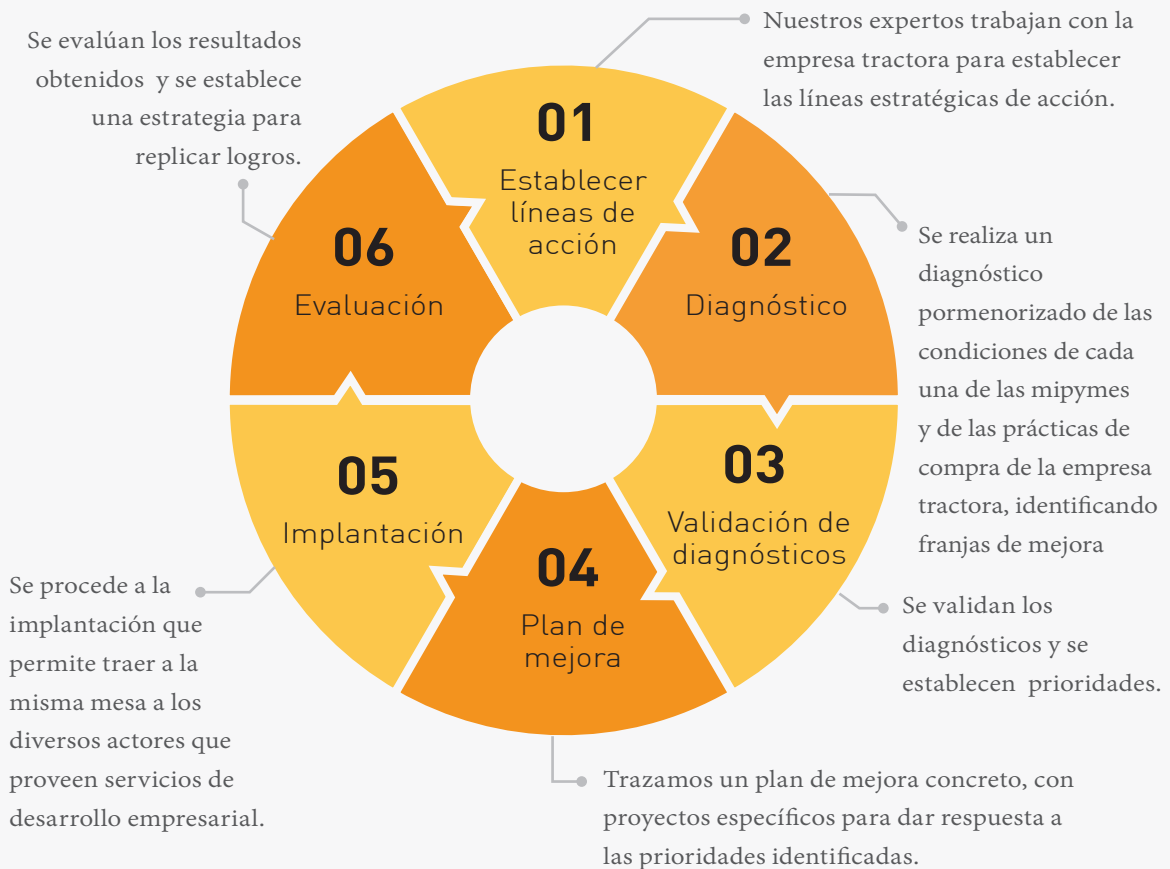 01
Establecer
líneas de
acción
Nuestros expertos trabajan con la
empresa tractora para establecer
las líneas estratégicas de acción.
02
Diagnóstico
Se realiza un
diagnóstico
pormenorizado de las
condiciones de cada
una de las mipymes
y de las prácticas de
compra de la empresa
tractora, identificando
franjas de mejora
03
Validación de
diagnósticos
Se validan los
diagnósticos y se
establecen prioridades.
04
Plan de
mejora
Trazamos un plan de mejora concreto, con
proyectos específicos para dar respuesta a
las prioridades identificadas.
05
Implantación
Se procede a la
implantación que
permite traer a la
misma mesa a los
diversos actores que
proveen servicios de
desarrollo empresarial.
06
Evaluación
Se evalúan los resultados
obtenidos y se establece
una estrategia para
replicar logros.